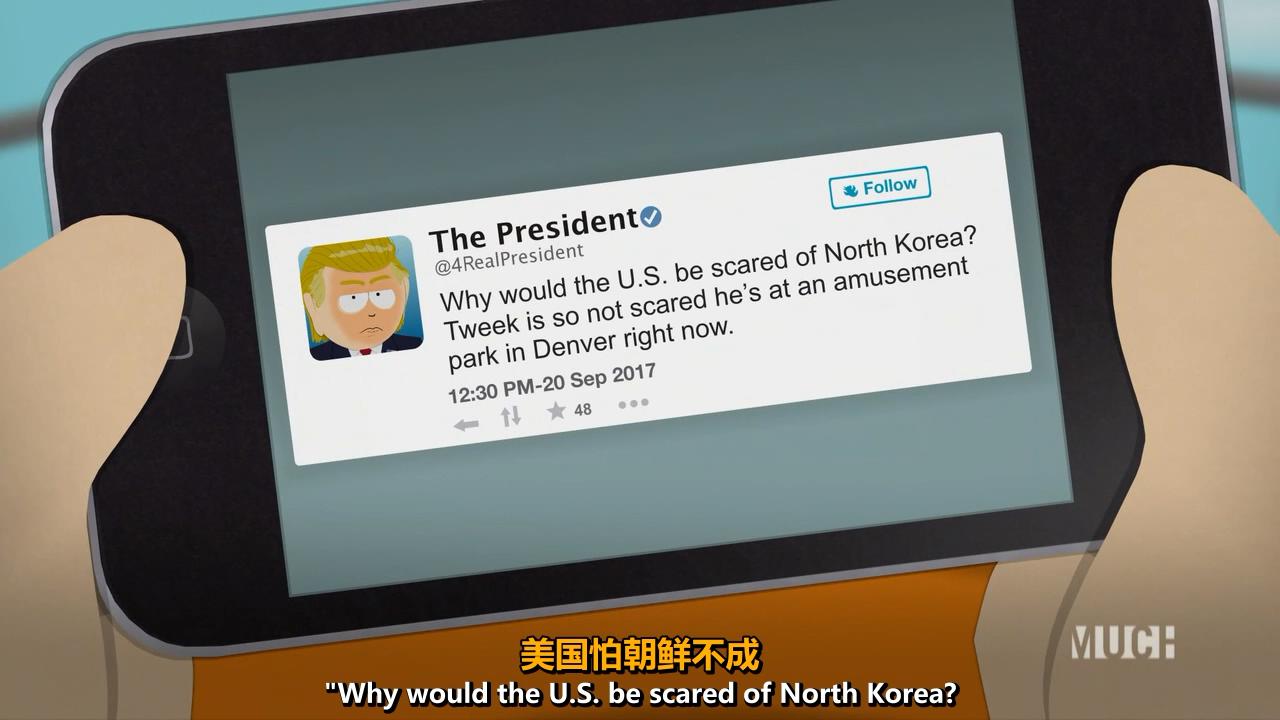 The President
Follow
@4RealPresident
Why would the U.S. be scared of North Korea?
Tweek is so not scared he's at an amusement
park in Denver right now.
12:30 PM-20 Sep 2017
48
MUCH
美国怕朝鲜不成
"Why would the U.S. be scared of North Korea?